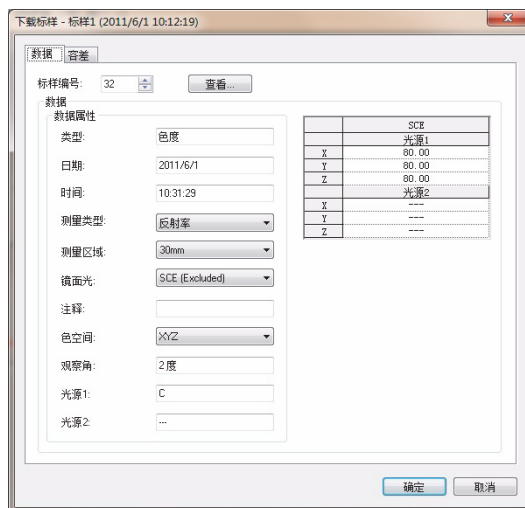 下载标样 - 标样1 (2011/6/1 10:12:19)
数据 容差
标样编号: 32 查看...
数据
数据属性
类型: 色度
日期: 2011/6/1
时间: 10:31:29
测量类型: 反射率
测量区域: 30mm
镜面光: SCE (Excluded)
注释:
色空间: XYZ
观察角: 2度
光源1: C
光源2: ---
SCE
光源1
X 80.00
Y 80.00
Z 80.00
光源2
X ---
Y ---
Z ---
确定 取消